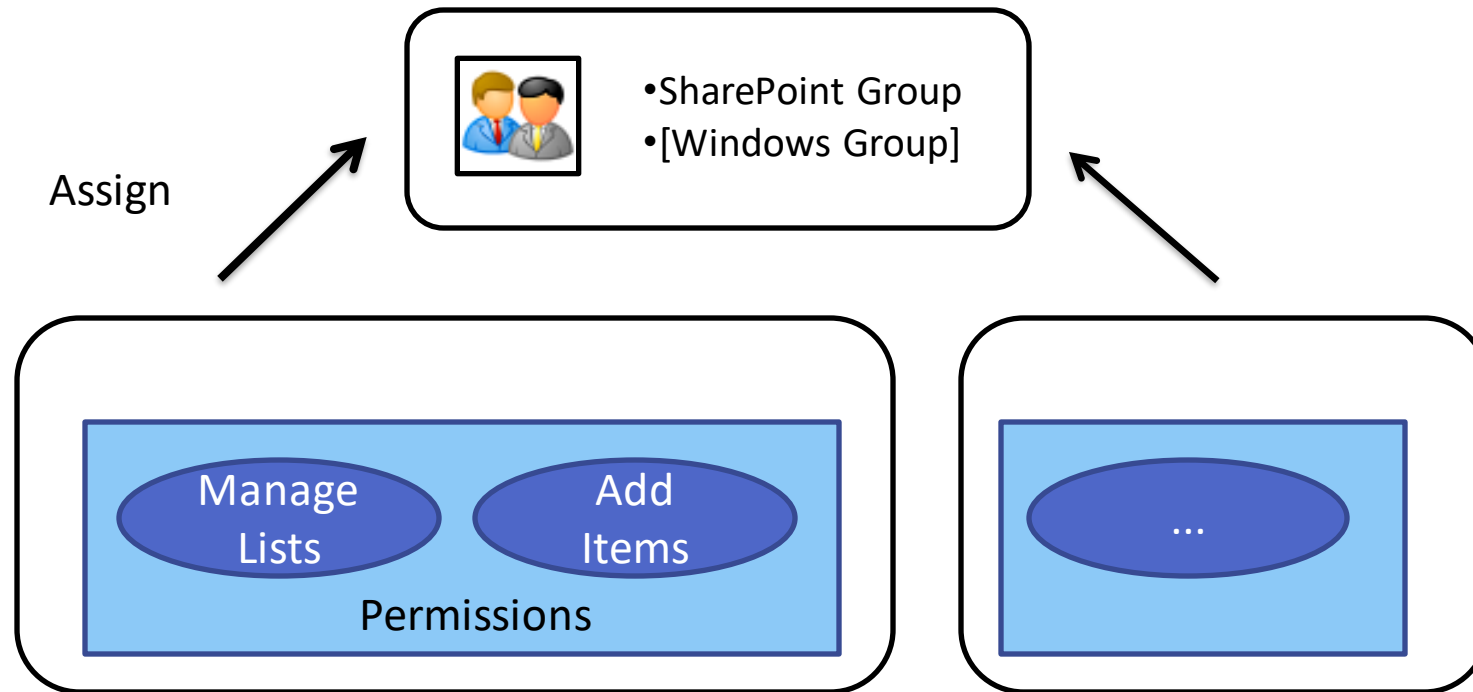 •SharePoint Group
•[Windows Group]
Assign
Manage
Lists
Add
Items
Permissions
...